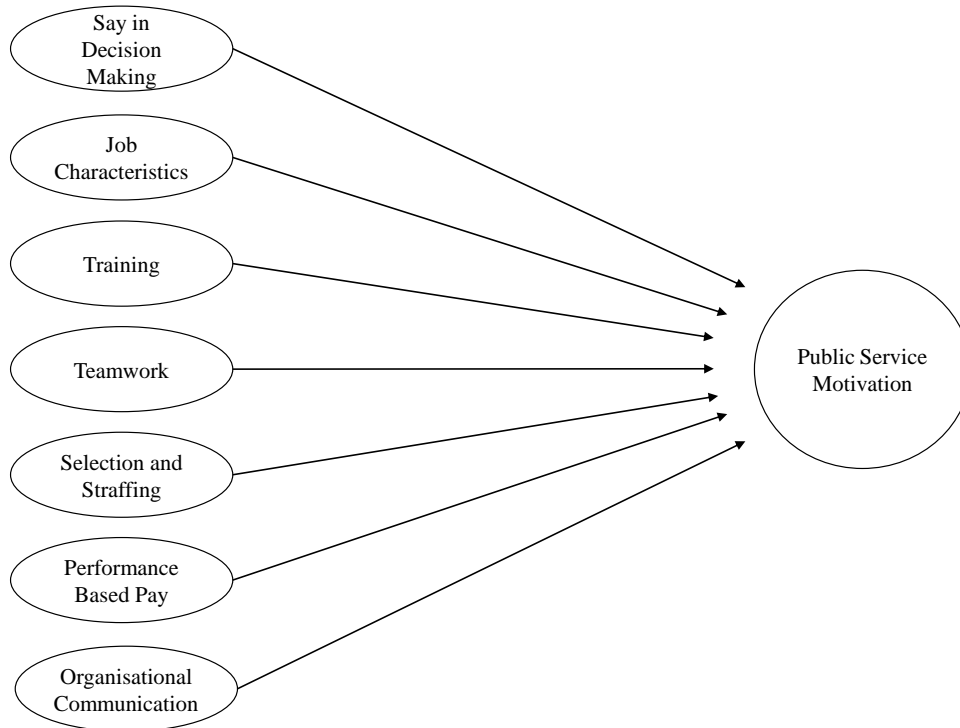 Say in
Decision
Making
Job
Characteristics
Training
Teamwork
Selection and
Straffing
Performance
Based Pay
Organisational
Communication
Public Service
Motivation